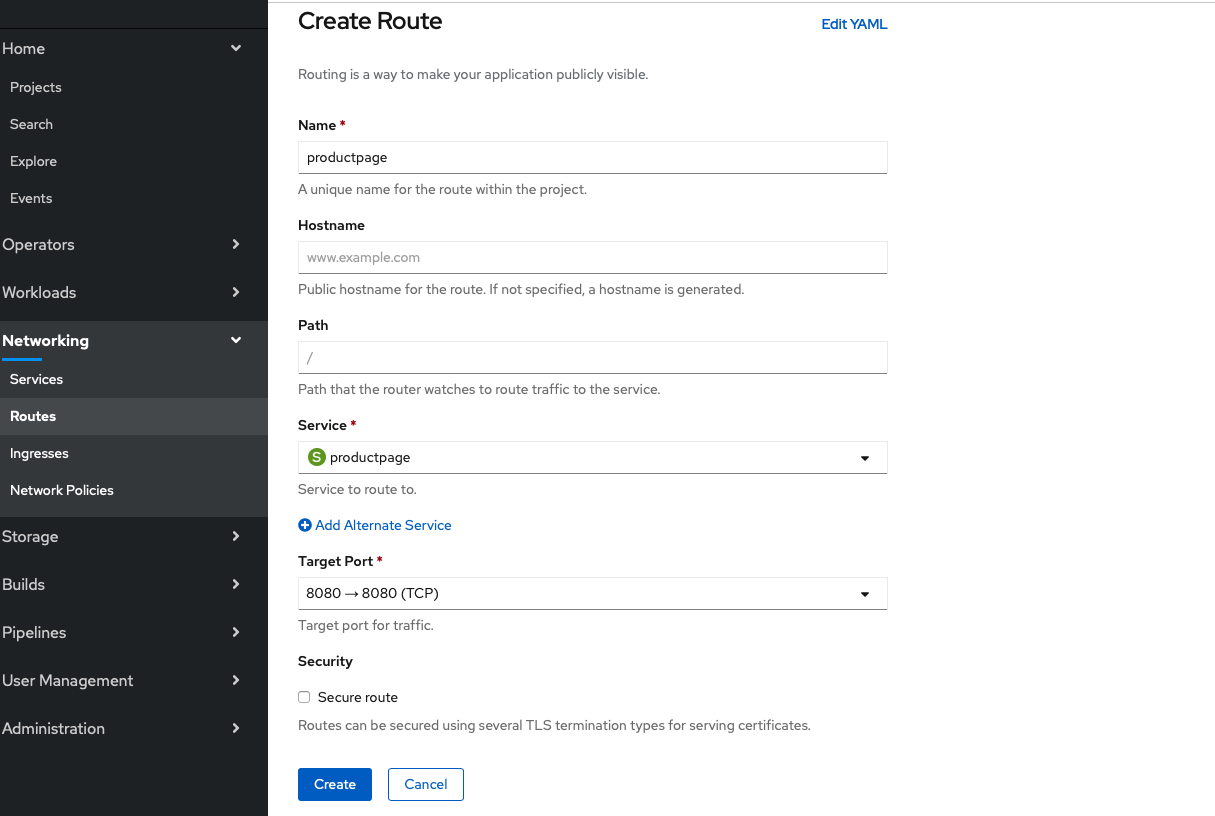 Home
Projects
Search
Explore
Events
Operators
Workloads
Networking
Services
Routes
Ingresses
Network Policies
Storage
Builds
Pipelines
User Management
Administration
Create Route
Edit YAML
Routing is a way to make your application publicly visible.
Name *
productpage
A unique name for the route within the project.
Hostname
www.example.com
Public hostname for the route. If not specified, a hostname is generated.
Path
/
Path that the router watches to route traffic to the service.
Service *
S productpage
Service to route to.
Add Alternate Service
Target Port *
8080 → 8080 (TCP)
Target port for traffic.
Security
Secure route
Routes can be secured using several TLS termination types for serving certificates.
Create Cancel